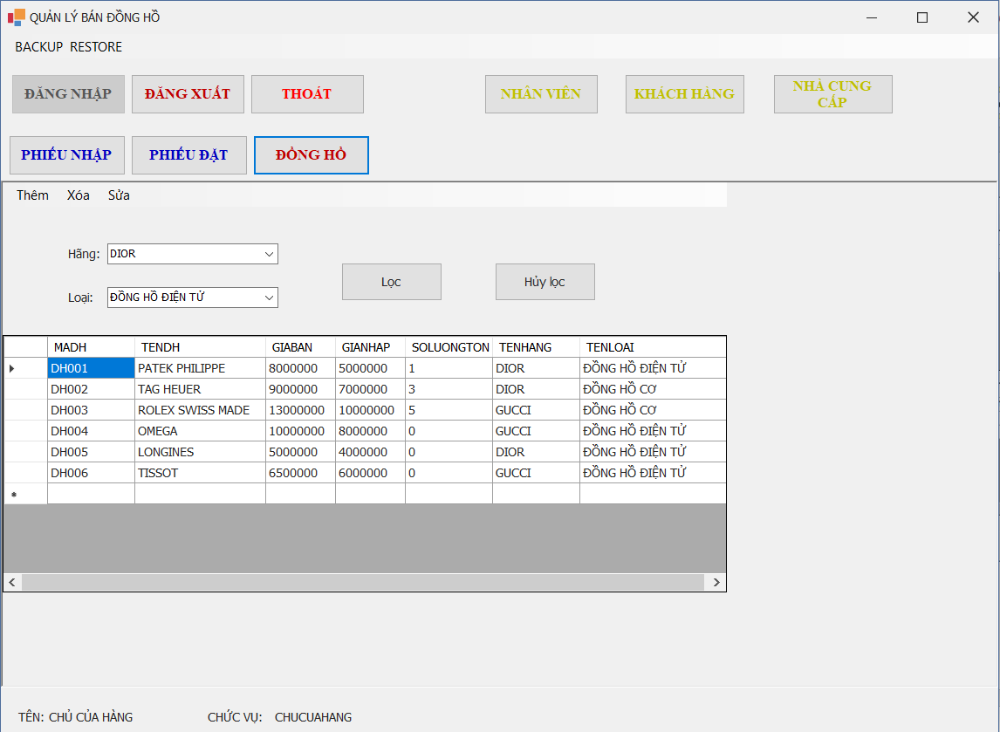 QUẢN LÝ BÁN ĐỒNG HỒ
BACKUP RESTORE
ĐĂNG NHẬP ĐĂNG XUẤT THOÁT NHÂN VIÊN KHÁCH HÀNG NHÀ CUNG
CẤP
PHIẾU NHẬP PHIẾU ĐẶT ĐỒNG HỒ
Thêm Xóa Sửa
Hãng: DIOR
Lọc Hủy lọc
Loại: ĐỒNG HỒ ĐIỆN TỬ
MADH TENDH GIABAN GIANHAP SOLUONGTON TENHANG TENLOAI
DH001 PATEK PHILIPPE 8000000 5000000 1 DIOR ĐỒNG HỒ ĐIỆN TỬ
DH002 TAG HEUER 9000000 7000000 3 DIOR ĐỒNG HỒ CƠ
DH003 ROLEX SWISS MADE 13000000 10000000 5 GUCCI ĐỒNG HỒ CƠ
DH004 OMEGA 10000000 8000000 0 GUCCI ĐỒNG HỒ ĐIỆN TỬ
DH005 LONGINES 5000000 4000000 0 DIOR ĐỒNG HỒ ĐIỆN TỬ
DH006 TISSOT 6500000 6000000 0 GUCCI ĐỒNG HỒ ĐIỆN TỬ
TÊN: CHỦ CỦA HÀNG CHỨC VỤ: CHUCUAHANG